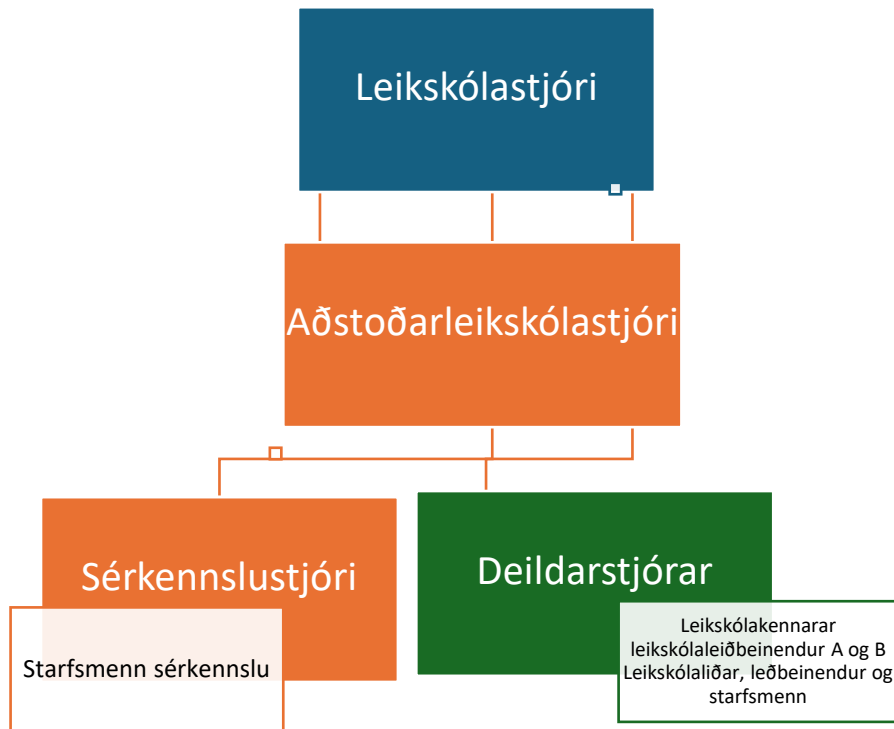 Leikskólastjóri
Aðstoðarleikskólastjóri
Sérkennslustjóri
Starfsmenn sérkennslu
Deildarstjórar
Leikskólakennarar
leikskólaleiðbeinendur A og B
Leikskólaliðar, leðbeinendur og
starfsmenn